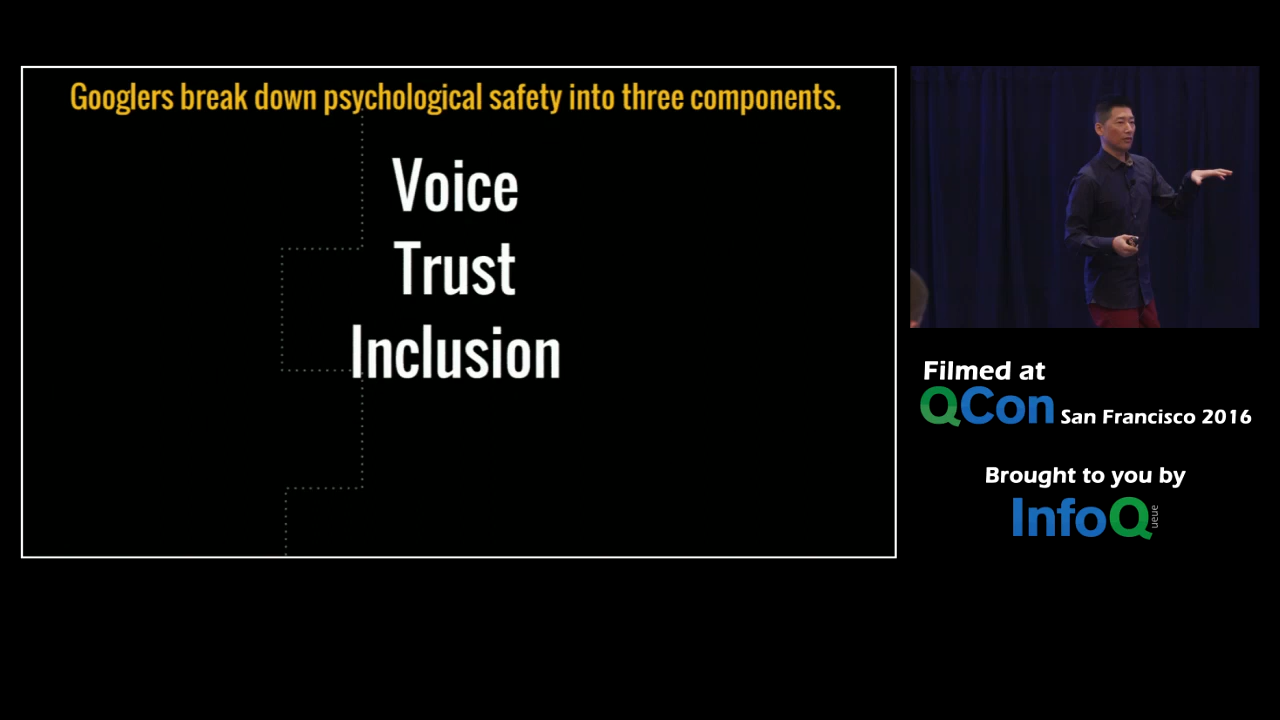 Googlers break down psychological safety into three components.
Voice
Trust
Inclusion
Filmed at
QCon San Francisco 2016
Brought to you by
InfoQueue